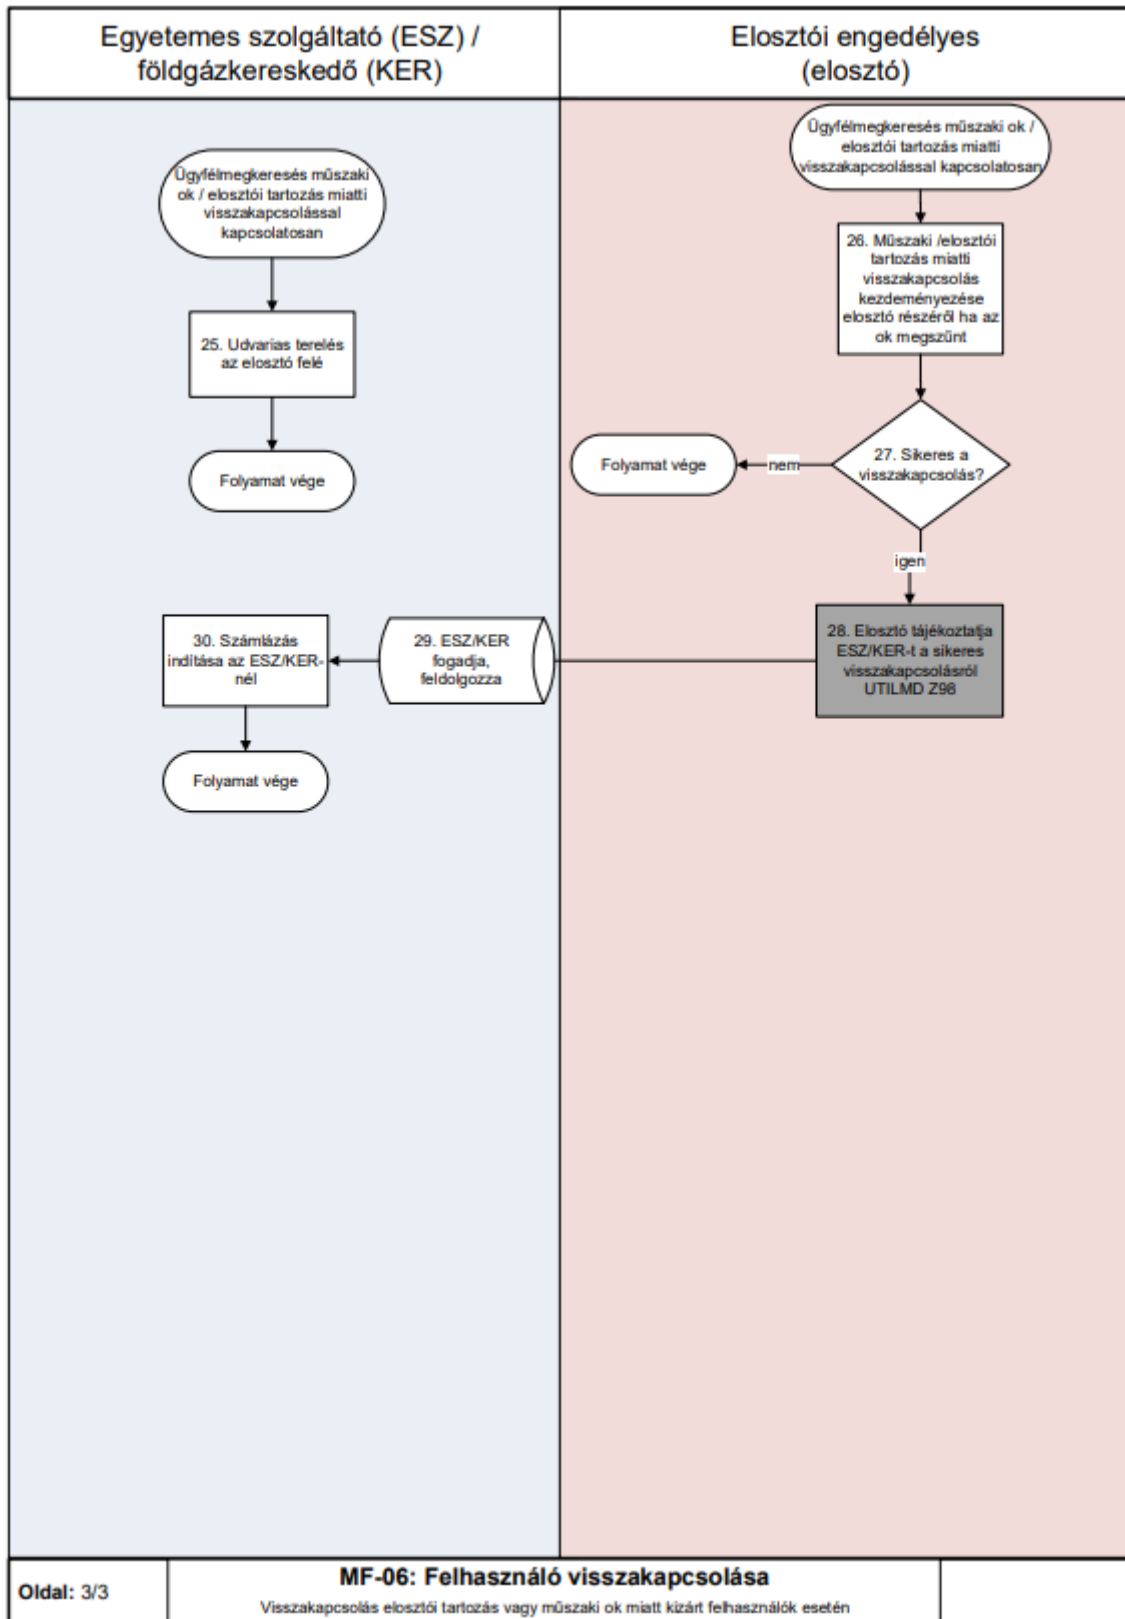 Egyetemes szolgáltató (ESZ) /
földgázkereskedő (KER)
Elosztói engedélyes
(elosztó)
Ügyfélmegkeresés műszaki
ok / elosztói tartozás miatti
visszakapcsolással
kapcsolatosan
25. Udvarias terelés
az elosztó felé
Folyamat vége
Ügyfélmegkeresés műszaki ok /
elosztói tartozás miatti
visszakapcsolással kapcsolatosan
26. Műszaki /elosztói
tartozás miatti
visszakapcsolás
kezdeményezése
elosztó részéről ha az
ok megszűnt
27. Sikeres a
visszakapcsolás?
nem
Folyamat vége
igen
28. Elosztó tájékoztatja
ESZ/KER-t a sikeres
visszakapcsolásról
UTILMD Z98
29. ESZ/KER
fogadja,
feldolgozza
30. Számlázás
indítása az ESZ/KER-
nél
Folyamat vége
Oldal: 3/3
MF-06: Felhasználó visszakapcsolása
Visszakapcsolás elosztói tartozás vagy műszaki ok miatt kizárt felhasználók esetén